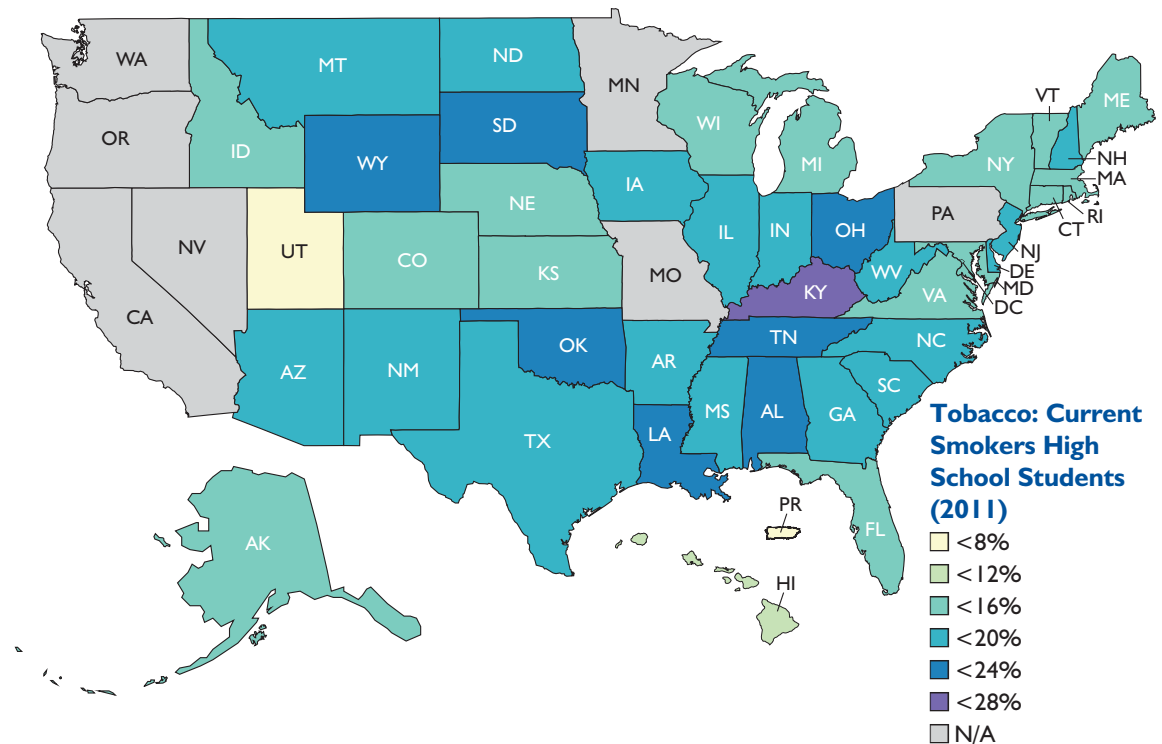 WA
MT
ND
MN
VT
ME
OR
ID
WY
SD
WI
MI
NY
NH
MA
RI
CT
NV
UT
NE
IA
PA
CO
KS
MO
IL
IN
OH
WV
VA
NJ
DE
MD
DC
CA
KY
AZ
NM
OK
AR
TN
NC
SC
TX
LA
MS
AL
GA
FL
AK
PR
HI
Tobacco: Current
Smokers High
School Students
(2011)
<8%
<12%
<16%
<20%
<24%
<28%
N/A